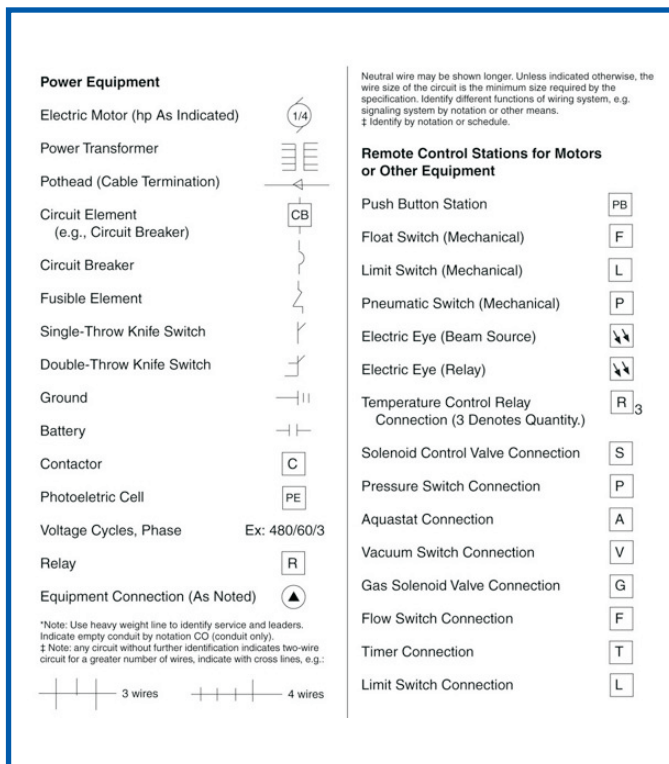 Power Equipment
Electric Motor (hp As Indicated) 1/4
Power Transformer
Pothead (Cable Termination)
Circuit Element CB
(e.g., Circuit Breaker)
Circuit Breaker
Fusible Element
Single-Throw Knife Switch
Double-Throw Knife Switch
Ground
Battery
Contactor C
Photoeletric Cell PE
Voltage Cycles, Phase Ex: 480/60/3
Relay R
Equipment Connection (As Noted)
*Note: Use heavy weight line to identify service and leaders.
Indicate empty conduit by notation CO (conduit only).
‡ Note: any circuit without further identification indicates two-wire
circuit for a greater number of wires, indicate with cross lines, e.g.:
3 wires 4 wires
Neutral wire may be shown longer. Unless indicated otherwise, the
wire size of the circuit is the minimum size required by the
specification. Identify different functions of wiring system, e.g.
signaling system by notation or other means.
‡ Identify by notation or schedule.
Remote Control Stations for Motors
or Other Equipment
Push Button Station PB
Float Switch (Mechanical) F
Limit Switch (Mechanical) L
Pneumatic Switch (Mechanical) P
Electric Eye (Beam Source)
Electric Eye (Relay)
Temperature Control Relay R 3
Connection (3 Denotes Quantity.)
Solenoid Control Valve Connection S
Pressure Switch Connection P
Aquastat Connection A
Vacuum Switch Connection V
Gas Solenoid Valve Connection G
Flow Switch Connection F
Timer Connection T
Limit Switch Connection L